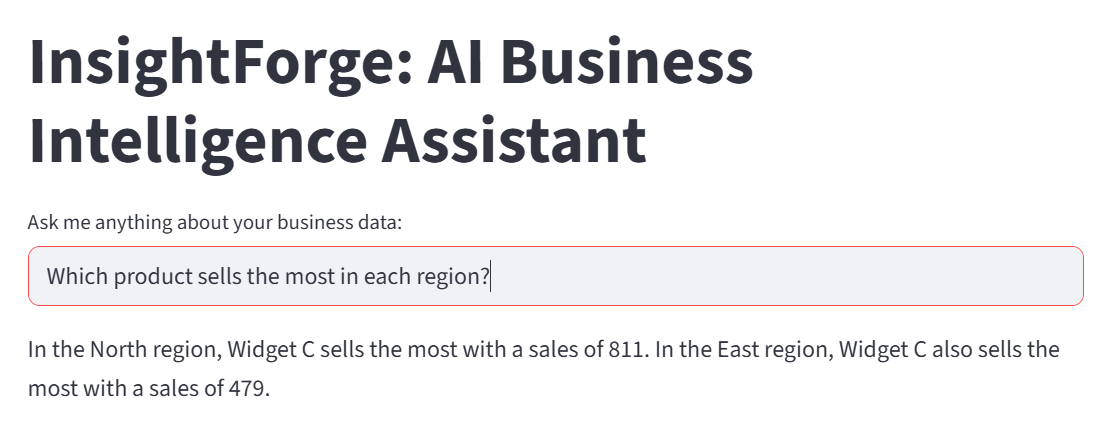 InsightForge: AI Business
Intelligence Assistant
Ask me anything about your business data:
Which product sells the most in each region?
In the North region, Widget C sells the most with a sales of 811. In the East region, Widget C also sells the
most with a sales of 479.